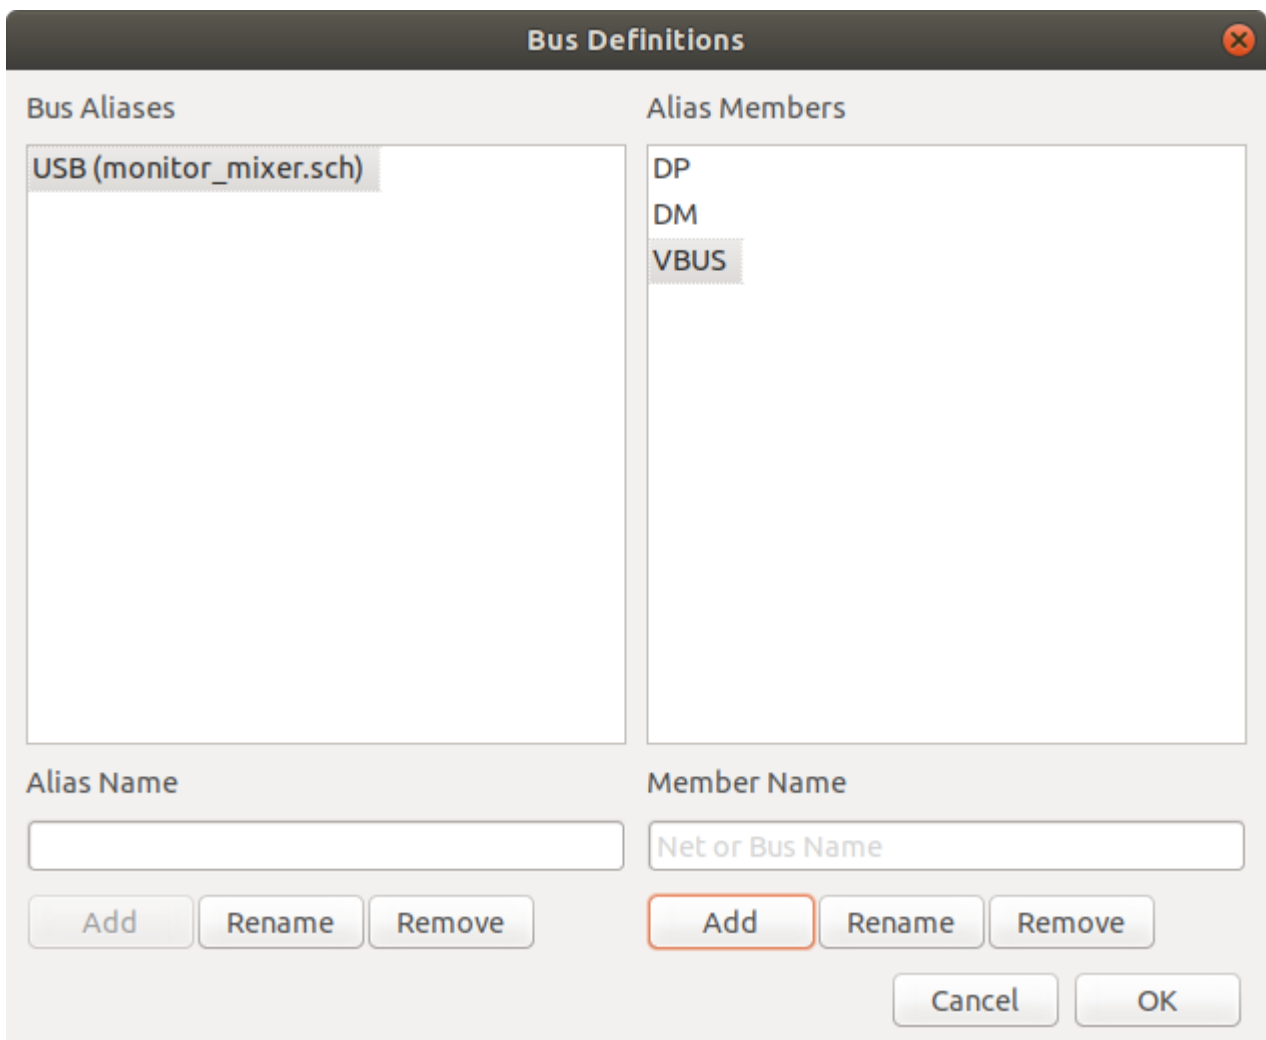 Bus Definitions
Bus Aliases
Alias Members
USB (monitor_mixer.sch)
DP
DM
VBUS
Alias Name
Member Name
Net or Bus Name
Add Rename Remove
Add Rename Remove
Cancel OK